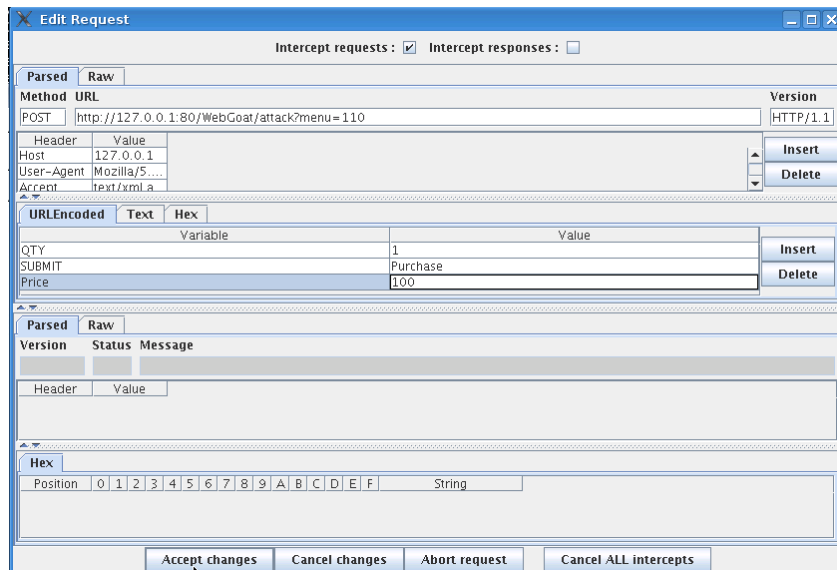 Edit Request
Intercept requests : Intercept responses :
Parsed Raw
Method URL Version
POST http://127.0.0.1:80/WebGoat/attack?menu=110 HTTP/1.1
Header Value
Host 127.0.0.1
Insert
User-Agent Mozilla/5....
Delete
Accept text/xml a
URLEncoded Text Hex
Variable Value
QTY 1
Insert
SUBMIT Purchase
Delete
Price 100
Parsed Raw
Version Status Message
Header Value
Hex
Position 0 1 2 3 4 5 6 7 8 9 A B C D E F String
Accept changes Cancel changes Abort request Cancel ALL intercepts